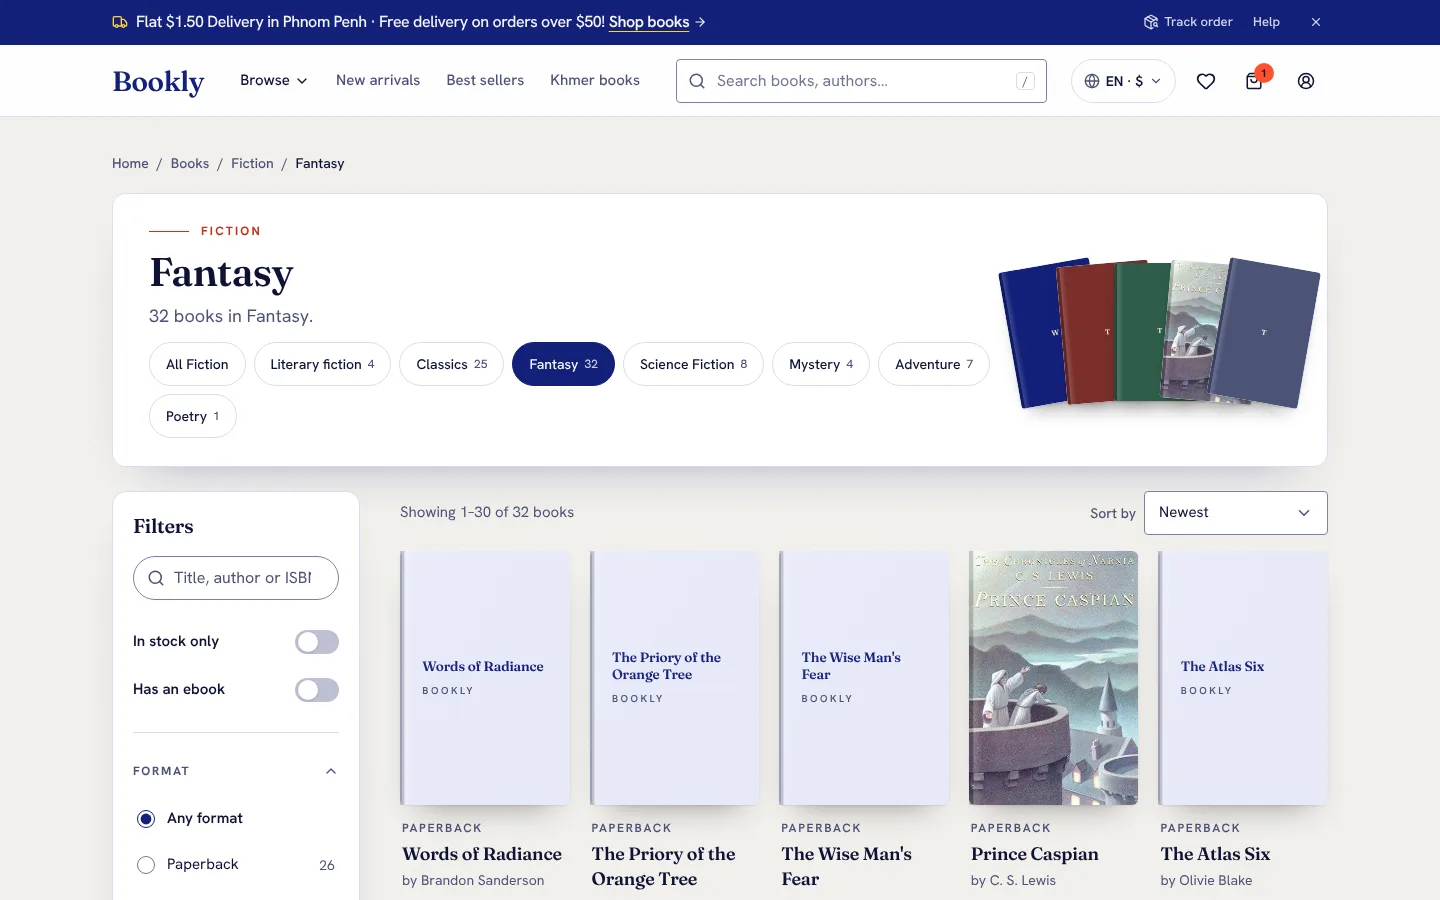 Flat $1.50 Delivery in Phnom Penh · Free delivery on orders over $50! Shop books →
Track order
Help
Bookly
Browse
New arrivals
Best sellers
Khmer books
Search books, authors...
/
EN · $
1
Home / Books / Fiction / Fantasy
FICTION
Fantasy
32 books in Fantasy.
All Fiction
Literary fiction 4
Classics 25
Fantasy 32
Science Fiction 8
Mystery 4
Adventure 7
Poetry 1
W
T
T
PRINCE C
T
Filters
Title, author or ISBN
In stock only
Has an ebook
FORMAT
Any format
Paperback 26
Showing 1–30 of 32 books
Sort by
Newest
Words of Radiance
BOOKLY
PAPERBACK
Words of Radiance
by Brandon Sanderson
The Priory of the
Orange Tree
BOOKLY
PAPERBACK
The Priory of the
Orange Tree
The Wise Man's
Fear
BOOKLY
PAPERBACK
The Wise Man's
Fear
THE CHRONICLES of NARNIA
C. S. LEWIS
PRINCE CASPIAN
PAPERBACK
Prince Caspian
by C. S. Lewis
The Atlas Six
BOOKLY
PAPERBACK
The Atlas Six
by Olivie Blake